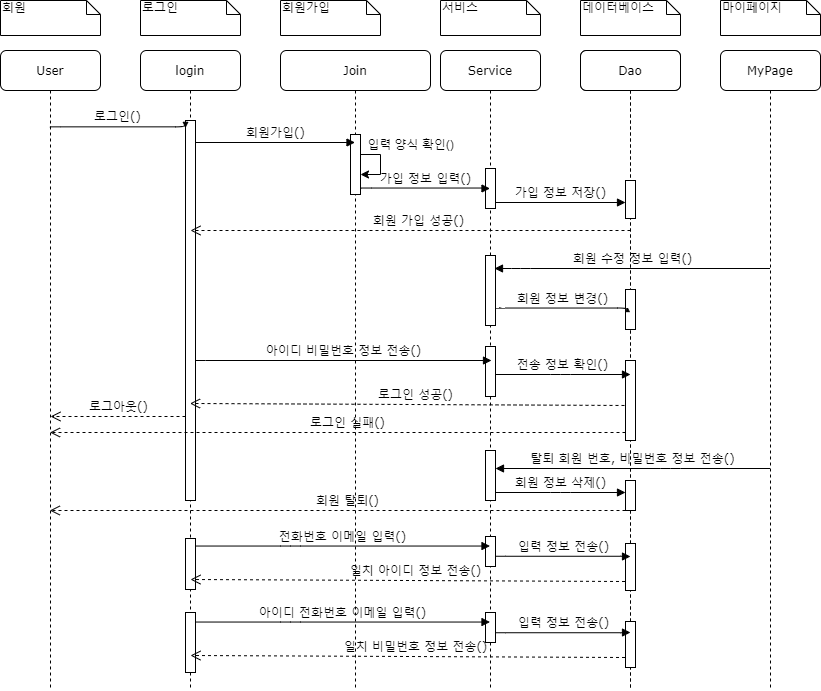 회원
로그인
회원가입
서비스
데이터베이스
마이페이지
User
login
Join
Service
Dao
MyPage
로그인()
회원가입()
입력 양식 확인()
가입 정보 입력()
가입 정보 저장()
회원 가입 성공()
회원 수정 정보 입력()
회원 정보 변경()
아이디 비밀번호 정보 전송()
전송 정보 확인()
로그인 성공()
로그아웃()
로그인 실패()
탈퇴 회원 번호, 비밀번호 정보 전송()
회원 정보 삭제()
회원 탈퇴()
전화번호 이메일 입력()
입력 정보 전송()
일치 아이디 정보 전송()
아이디 전화번호 이메일 입력()
입력 정보 전송()
일치 비밀번호 정보 전송()